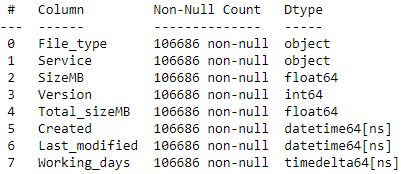 #   Column         Non-Null Count   Dtype
---  ------         --------------   -----
0   File_type      106686 non-null  object
1   Service        106686 non-null  object
2   SizeMB         106686 non-null  float64
3   Version        106686 non-null  int64
4   Total_sizeMB   106686 non-null  float64
5   Created        106686 non-null  datetime64[ns]
6   Last_modified  106686 non-null  datetime64[ns]
7   Working_days   106686 non-null  timedelta64[ns]